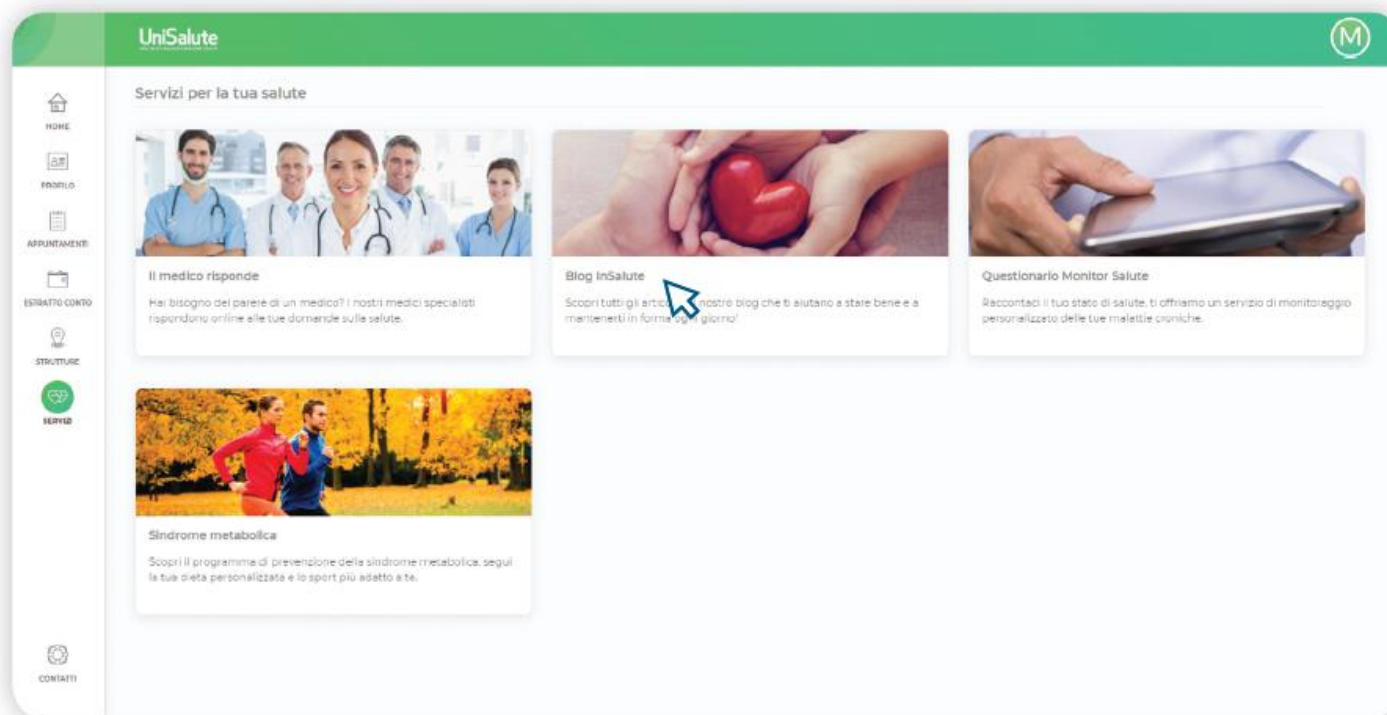 UniSalute
M
Servizi per la tua salute
HOME
PROFILO
APPUNTAMENTI
ESTRATTO CONTO
STRUTTURE
SERVIZI
CONTATTI
Il medico risponde
Hai bisogno del parere di un medico? I nostri medici specialisti
rispondono online alle tue domande sulla salute.
Blog InSalute
Scopri tutti gli nostro blog che ti aiutano a stare bene e a
mantenerti in forma ogni giorno!
Questionario Monitor Salute
Raccontaci il tuo stato di salute, ti offriamo un servizio di monitoraggio
personalizzato delle tue malattie croniche.
Sindrome metabolica
Scopri il programma di prevenzione della sindrome metabolica, segui
la tua dieta personalizzata e lo sport più adatto a te.